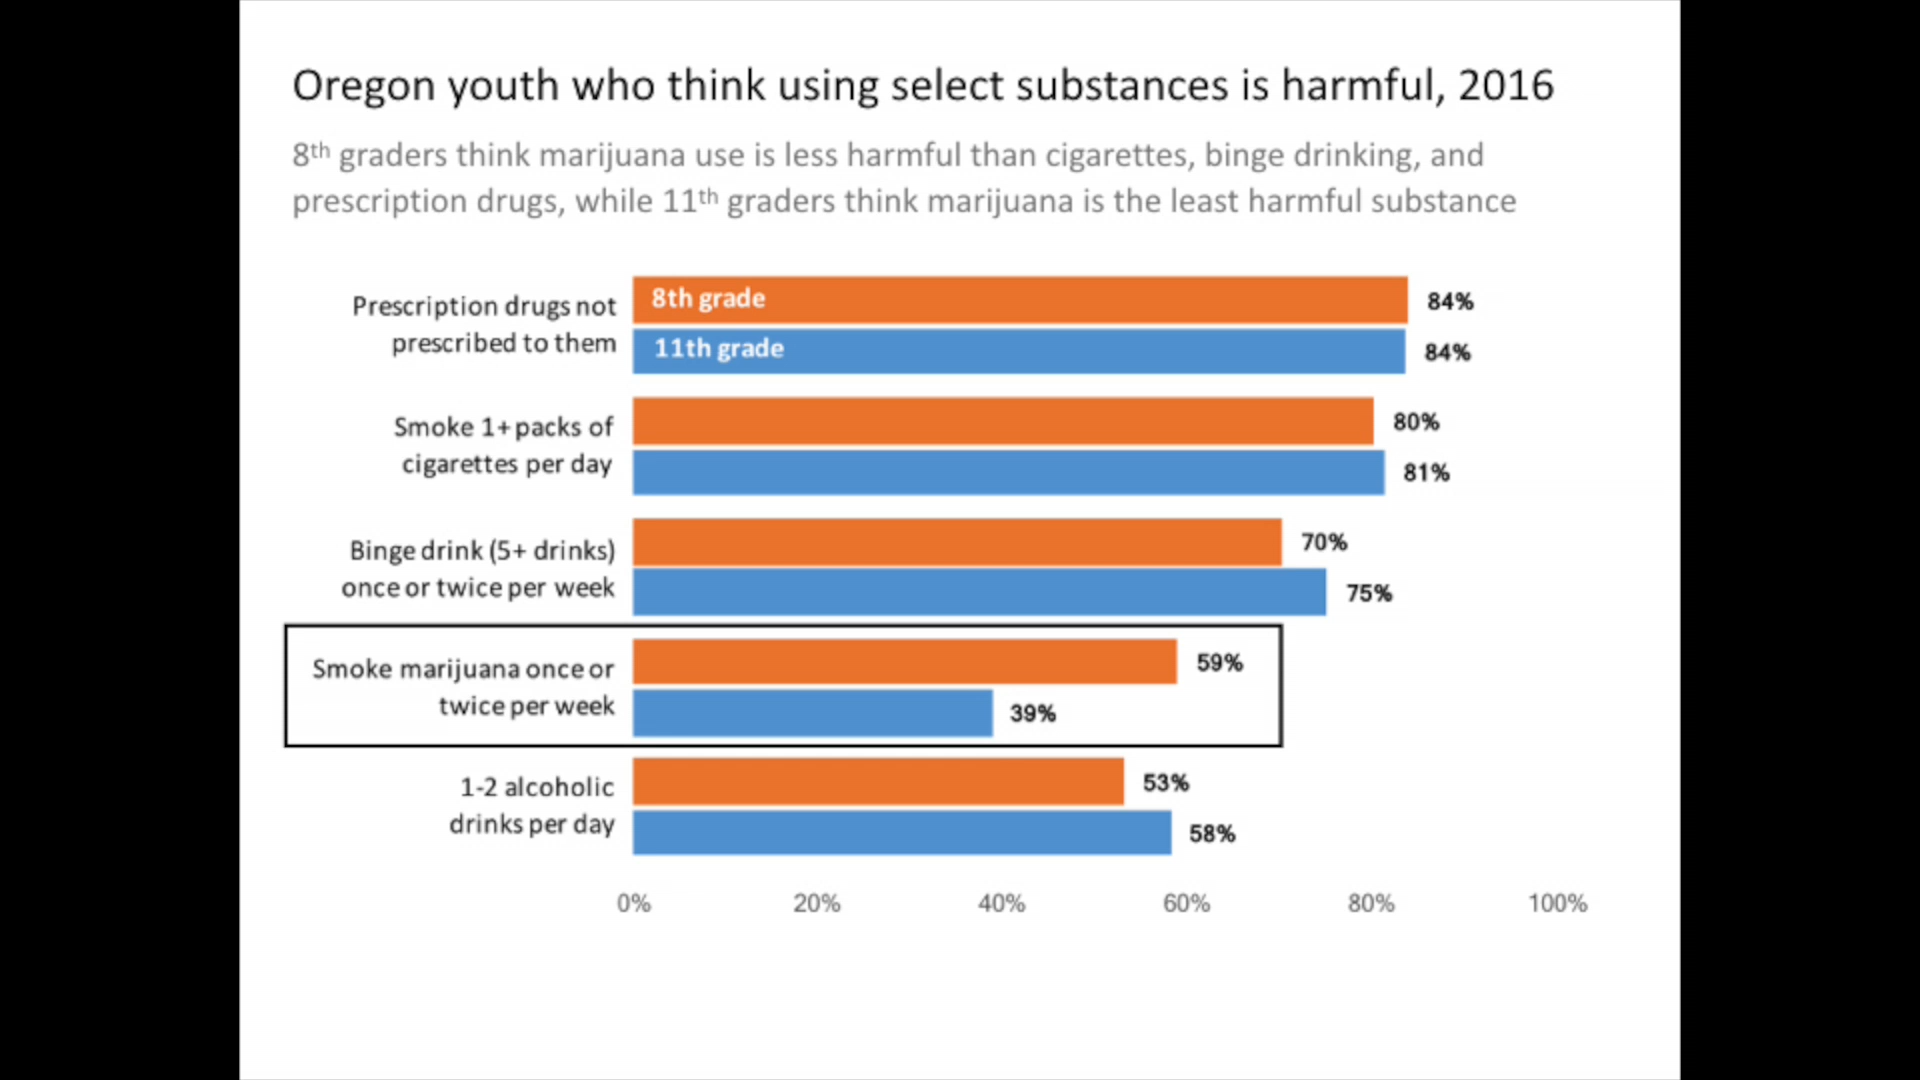 Oregon youth who think using select substances is harmful, 2016
8th graders think marijuana use is less harmful than cigarettes, binge drinking, and
prescription drugs, while 11th graders think marijuana is the least harmful substance
Prescription drugs not
prescribed to them
8th grade
84%
11th grade
84%
Smoke 1+ packs of
cigarettes per day
80%
81%
Binge drink (5+ drinks)
once or twice per week
70%
75%
Smoke marijuana once or
twice per week
59%
39%
1-2 alcoholic
drinks per day
53%
58%
0% 20% 40% 60% 80% 100%